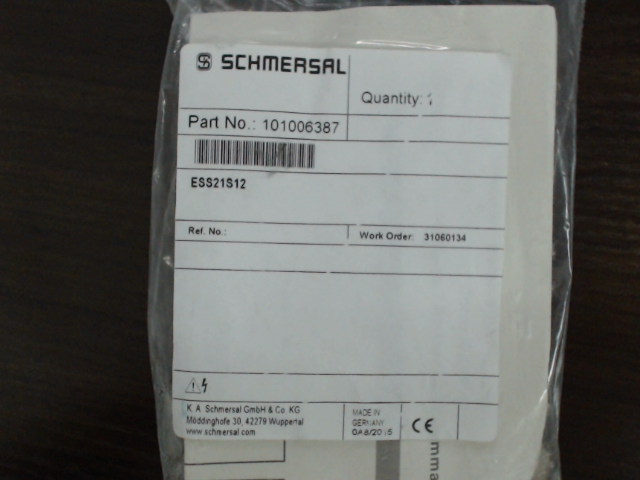 SCHMERSAL
Quantity: 1
Part No.: 101006387
ESS21S12
Ref. No.:
Work Order: 31060134
K. A. Schmersal GmbH & Co. KG
Möddinghofe 30, 42279 Wuppertal
www.schmersal.com
MADE IN
GERMANY
CE